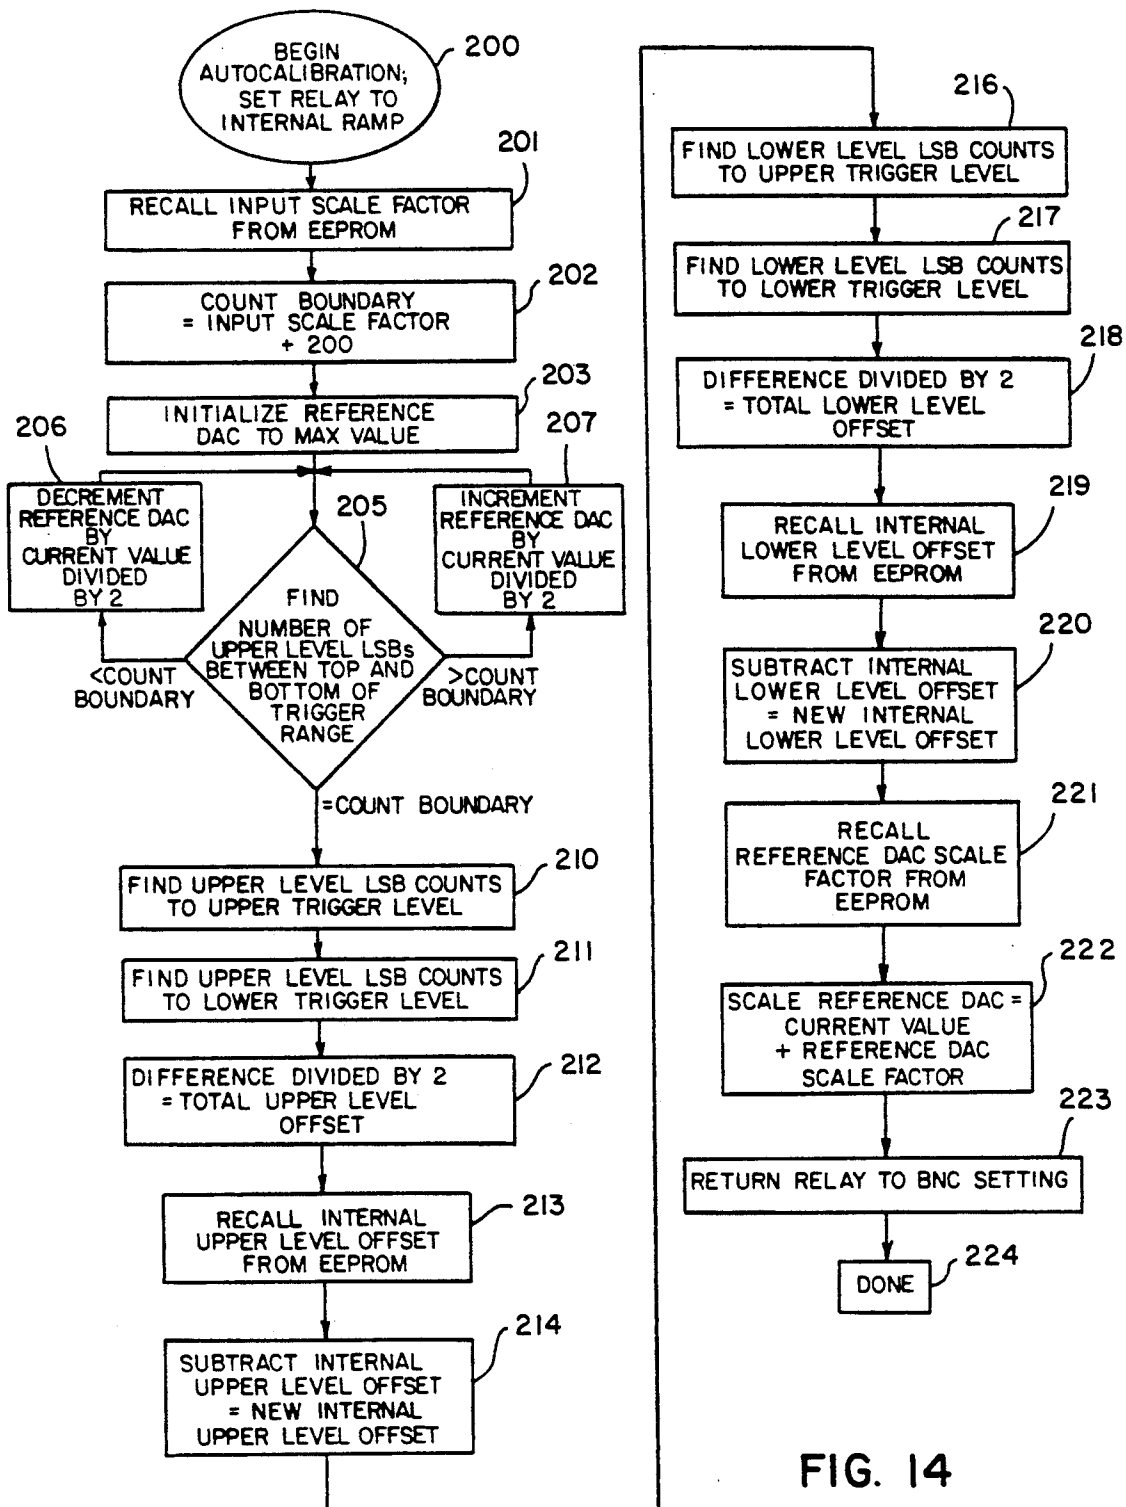 200
BEGIN
AUTOCALIBRATION;
SET RELAY TO
INTERNAL RAMP
201
RECALL INPUT SCALE FACTOR
FROM EEPROM
202
COUNT BOUNDARY
= INPUT SCALE FACTOR
+ 200
203
INITIALIZE REFERENCE
DAC TO MAX VALUE
206
DECREMENT
REFERENCE DAC
BY
CURRENT VALUE
DIVIDED
BY 2
207
INCREMENT
REFERENCE DAC
BY
CURRENT VALUE
DIVIDED
BY 2
205
FIND
NUMBER OF
UPPER LEVEL LSBs
BETWEEN TOP AND
BOTTOM OF
TRIGGER
RANGE
<COUNT
BOUNDARY
>COUNT
BOUNDARY
=COUNT BOUNDARY
210
FIND UPPER LEVEL LSB COUNTS
TO UPPER TRIGGER LEVEL
211
FIND UPPER LEVEL LSB COUNTS
TO LOWER TRIGGER LEVEL
212
DIFFERENCE DIVIDED BY 2
= TOTAL UPPER LEVEL
OFFSET
213
RECALL INTERNAL
UPPER LEVEL OFFSET
FROM EEPROM
214
SUBTRACT INTERNAL
UPPER LEVEL OFFSET
= NEW INTERNAL
UPPER LEVEL OFFSET
216
FIND LOWER LEVEL LSB COUNTS
TO UPPER TRIGGER LEVEL
217
FIND LOWER LEVEL LSB COUNTS
TO LOWER TRIGGER LEVEL
218
DIFFERENCE DIVIDED BY 2
= TOTAL LOWER LEVEL
OFFSET
219
RECALL INTERNAL
LOWER LEVEL OFFSET
FROM EEPROM
220
SUBTRACT INTERNAL
LOWER LEVEL OFFSET
= NEW INTERNAL
LOWER LEVEL OFFSET
221
RECALL
REFERENCE DAC SCALE
FACTOR FROM
EEPROM
222
SCALE REFERENCE DAC =
CURRENT VALUE
+ REFERENCE DAC
SCALE FACTOR
223
RETURN RELAY TO BNC SETTING
224
DONE
FIG. 14